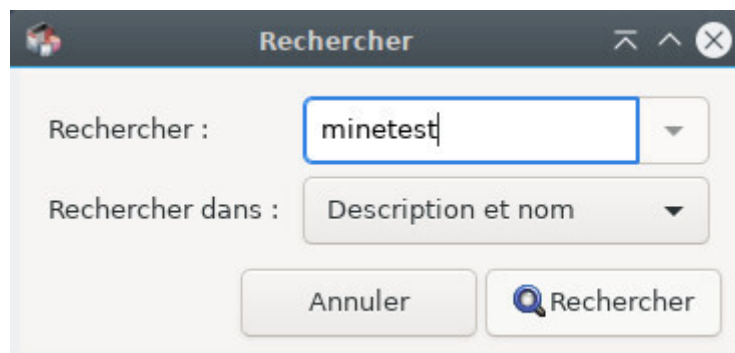 Rechercher
Rechercher : minetest
Rechercher dans : Description et nom
Annuler Rechercher